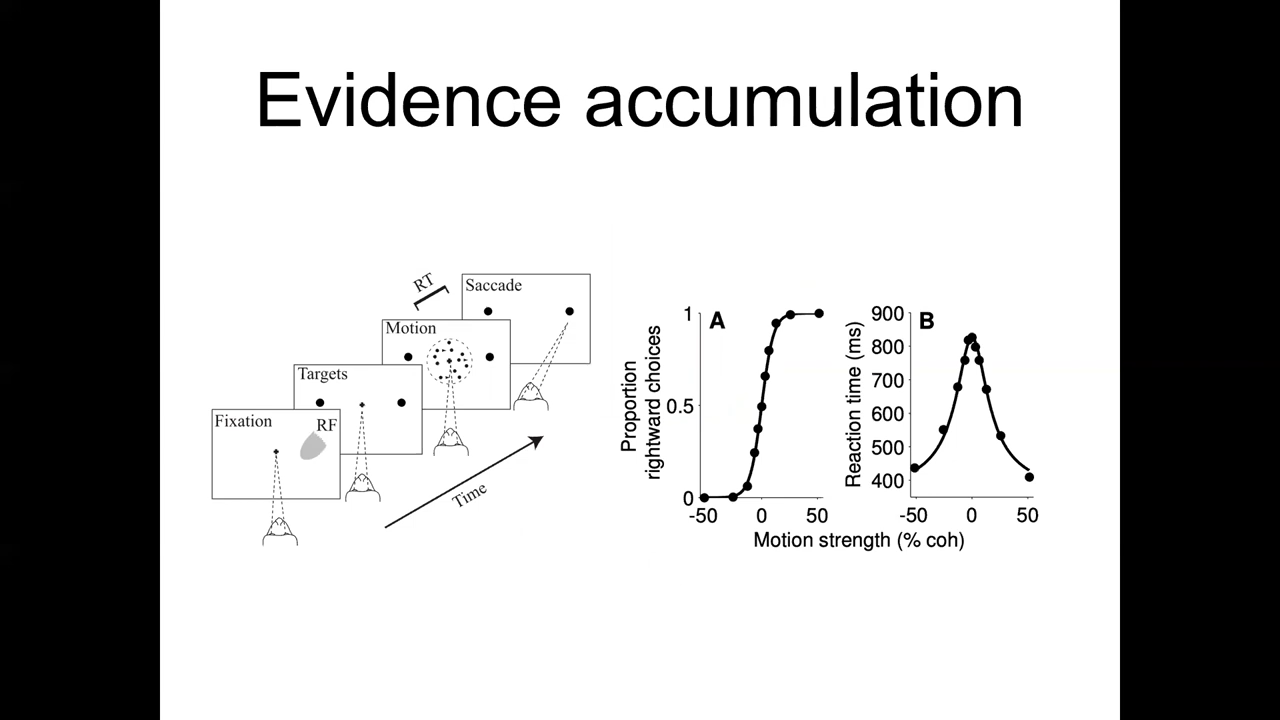 Evidence accumulation
Fixation
RF
Targets
Motion
RT
Saccade
Time
A
Proportion
rightward choices
1
0.5
0
-50 0 50
B
Reaction time (ms)
900
800
700
600
500
400
-50 0 50
Motion strength (% coh)